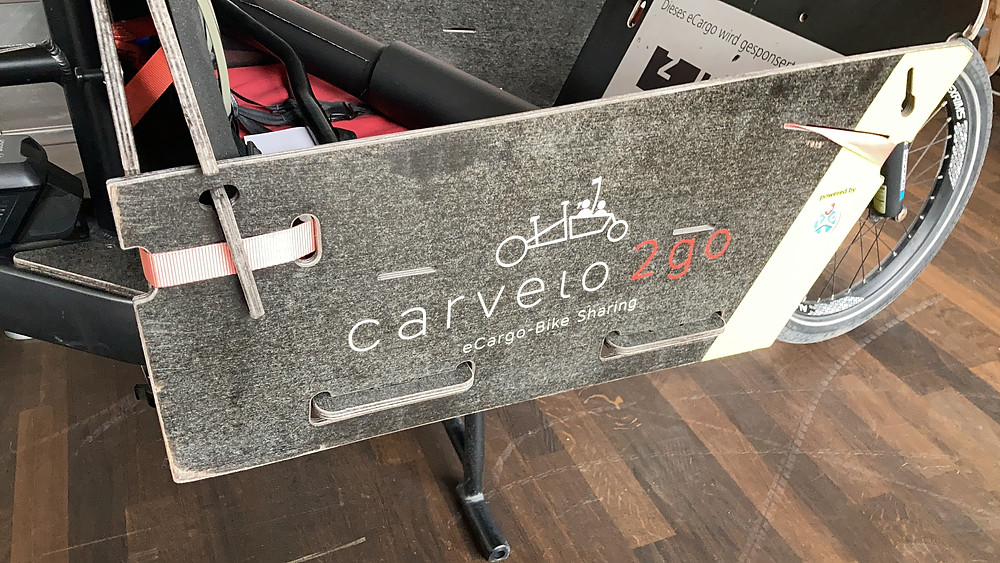 Dieses eCargo wird gesponsert
carvelo 2go
eCargo-Bike Sharing
powered by